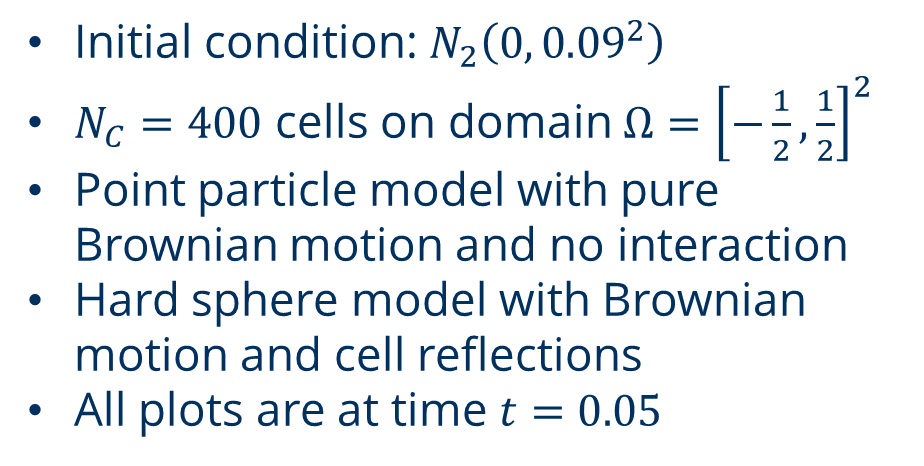 • Initial condition: N₂(0, 0.09²)
• N_C = 400 cells on domain Ω = [−1/2, 1/2]²
• Point particle model with pure
Brownian motion and no interaction
• Hard sphere model with Brownian
motion and cell reflections
• All plots are at time t = 0.05